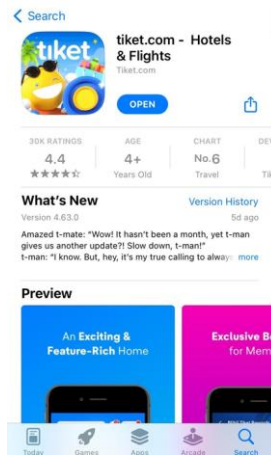 Search
tiket
tiket.com - Hotels
& Flights
Tiket.com
OPEN
30K RATINGS
4.4
AGE
4+
Years Old
CHART
No.6
Travel
What's New
Version History
Version 4.63.0
5d ago
Amazed t-mate: "Wow! It hasn't been a month, yet t-man
gives us another update?! Slow down, t-man!"
t-man: "I know. But, hey, it's my true calling to always more
Preview
An Exciting &
Feature-Rich Home
Exclusive
for
Today
Games
Apps
Arcade
Search